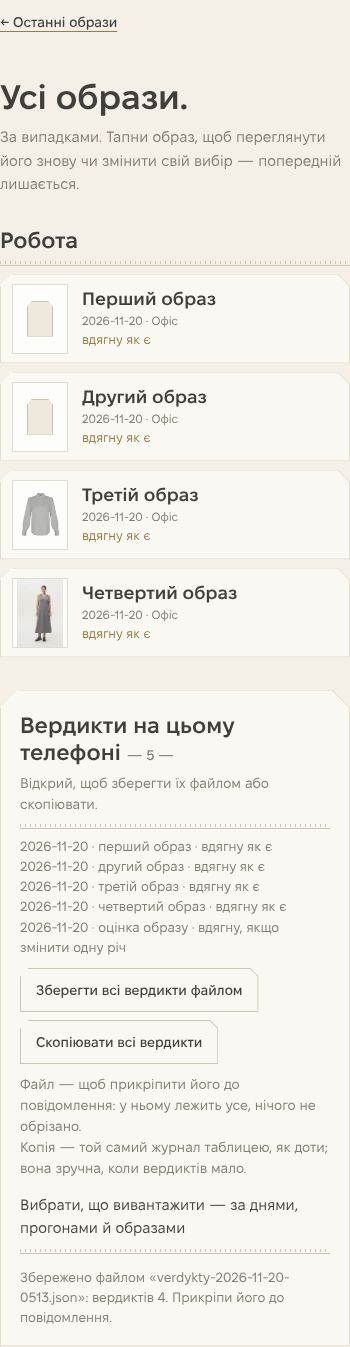 ← Останні образи
Усі образи.
За випадками. Тапни образ, щоб переглянути
його знову чи змінити свій вибір — попередній
лишається.
Робота
Перший образ
2026-11-20 · Офіс
вдягну як є
Другий образ
2026-11-20 · Офіс
вдягну як є
Третій образ
2026-11-20 · Офіс
вдягну як є
Четвертий образ
2026-11-20 · Офіс
вдягну як є
Вердикти на цьому
телефоні — 5 —
Відкрий, щоб зберегти їх файлом або
скопіювати.
2026-11-20 · перший образ · вдягну як є
2026-11-20 · другий образ · вдягну як є
2026-11-20 · третій образ · вдягну як є
2026-11-20 · четвертий образ · вдягну як є
2026-11-20 · оцінка образу · вдягну, якщо
змінити одну річ
Зберегти всі вердикти файлом
Скопіювати всі вердикти
Файл — щоб прикріпити його до
повідомлення: у ньому лежить усе, нічого не
обрізано.
Копія — той самий журнал таблицею, як доти;
вона зручна, коли вердиктів мало.
Вибрати, що вивантажити — за днями,
прогонами й образами
Збережено файлом «verdykty-2026-11-20-
0513.json»: вердиктів 4. Прикріпи його до
повідомлення.